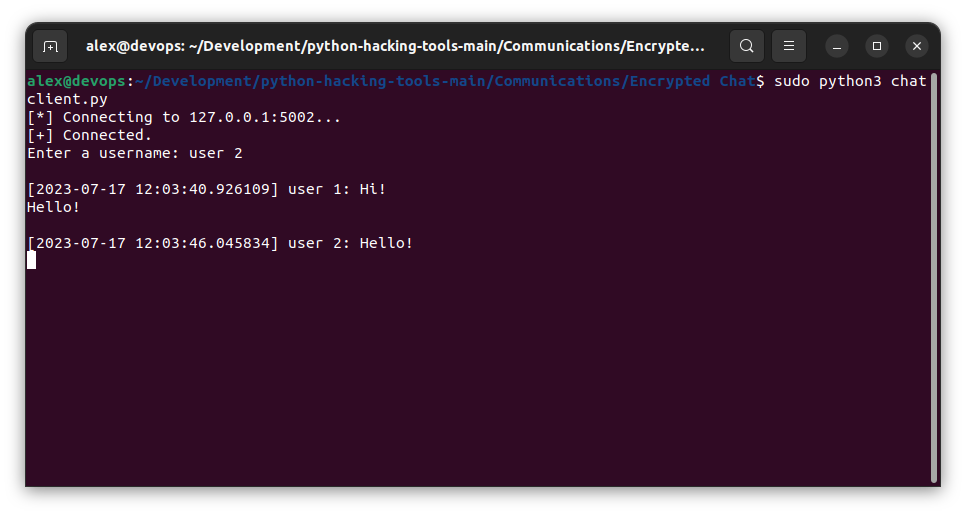 alex@devops: ~/Development/python-hacking-tools-main/Communications/Encrypte...
alex@devops:~/Development/python-hacking-tools-main/Communications/Encrypted Chat$ sudo python3 chat
client.py
[*] Connecting to 127.0.0.1:5002...
[+] Connected.
Enter a username: user 2
[2023-07-17 12:03:40.926109] user 1: Hi!
Hello!
[2023-07-17 12:03:46.045834] user 2: Hello!